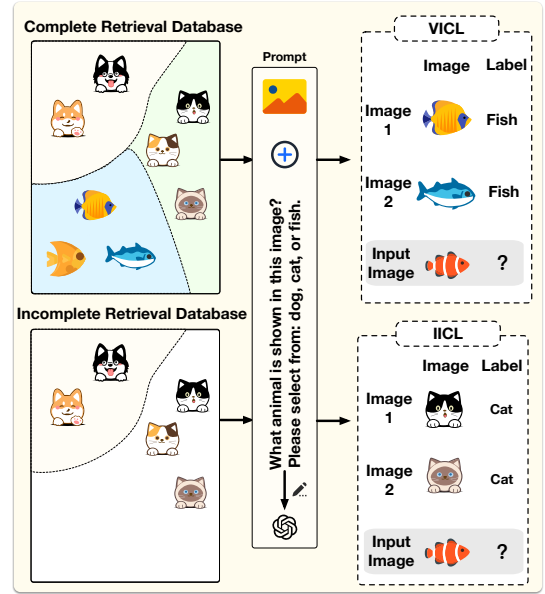 Complete Retrieval Database
Prompt
What animal is shown in this image?
Please select from: dog, cat, or fish.
VICL
Image Label
Image 1 Fish
Image 2 Fish
Input Image ?
Incomplete Retrieval Database
IICL
Image Label
Image 1 Cat
Image 2 Cat
Input Image ?